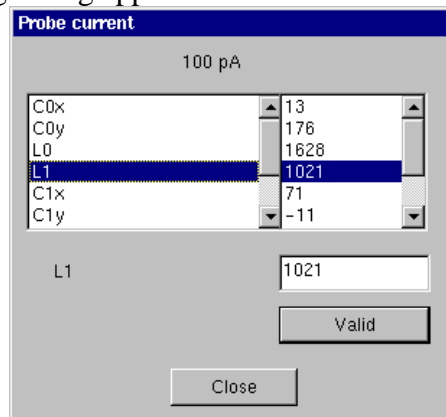 Probe current
100 pA
C0x 13
C0y 176
L0 1628
L1 1021
C1x 71
C1y -11
L1 1021
Valid
Close